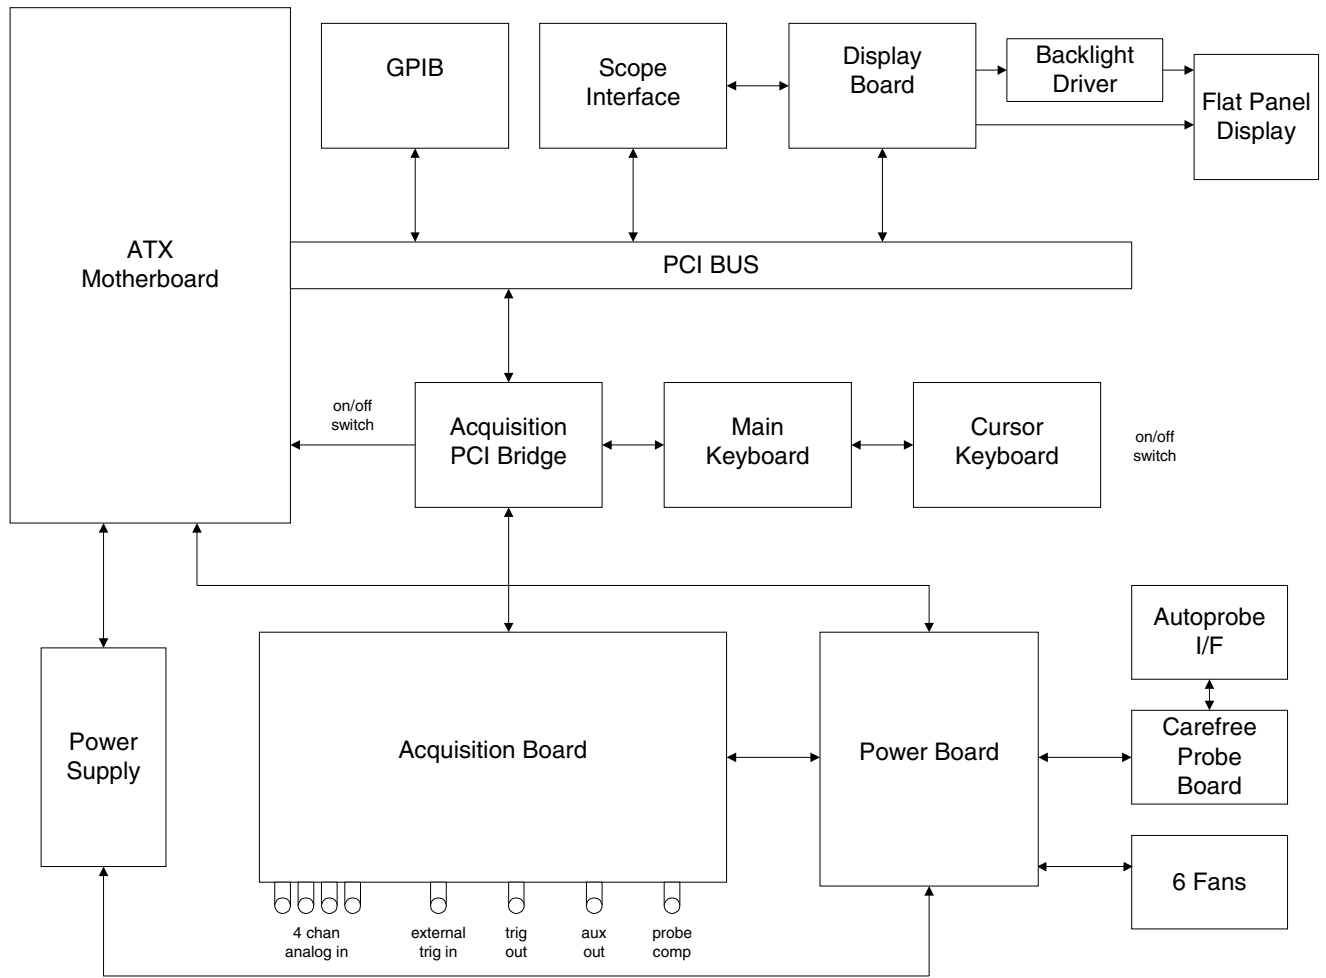 GPIB
Scope
Interface
Display
Board
Backlight
Driver
Flat Panel
Display
ATX
Motherboard
PCI BUS
on/off
switch
Acquisition
PCI Bridge
Main
Keyboard
Cursor
Keyboard
on/off
switch
Autoprobe
I/F
Power
Supply
Acquisition Board
Power Board
Carefree
Probe
Board
6 Fans
4 chan
analog in
external
trig in
trig
out
aux
out
probe
comp